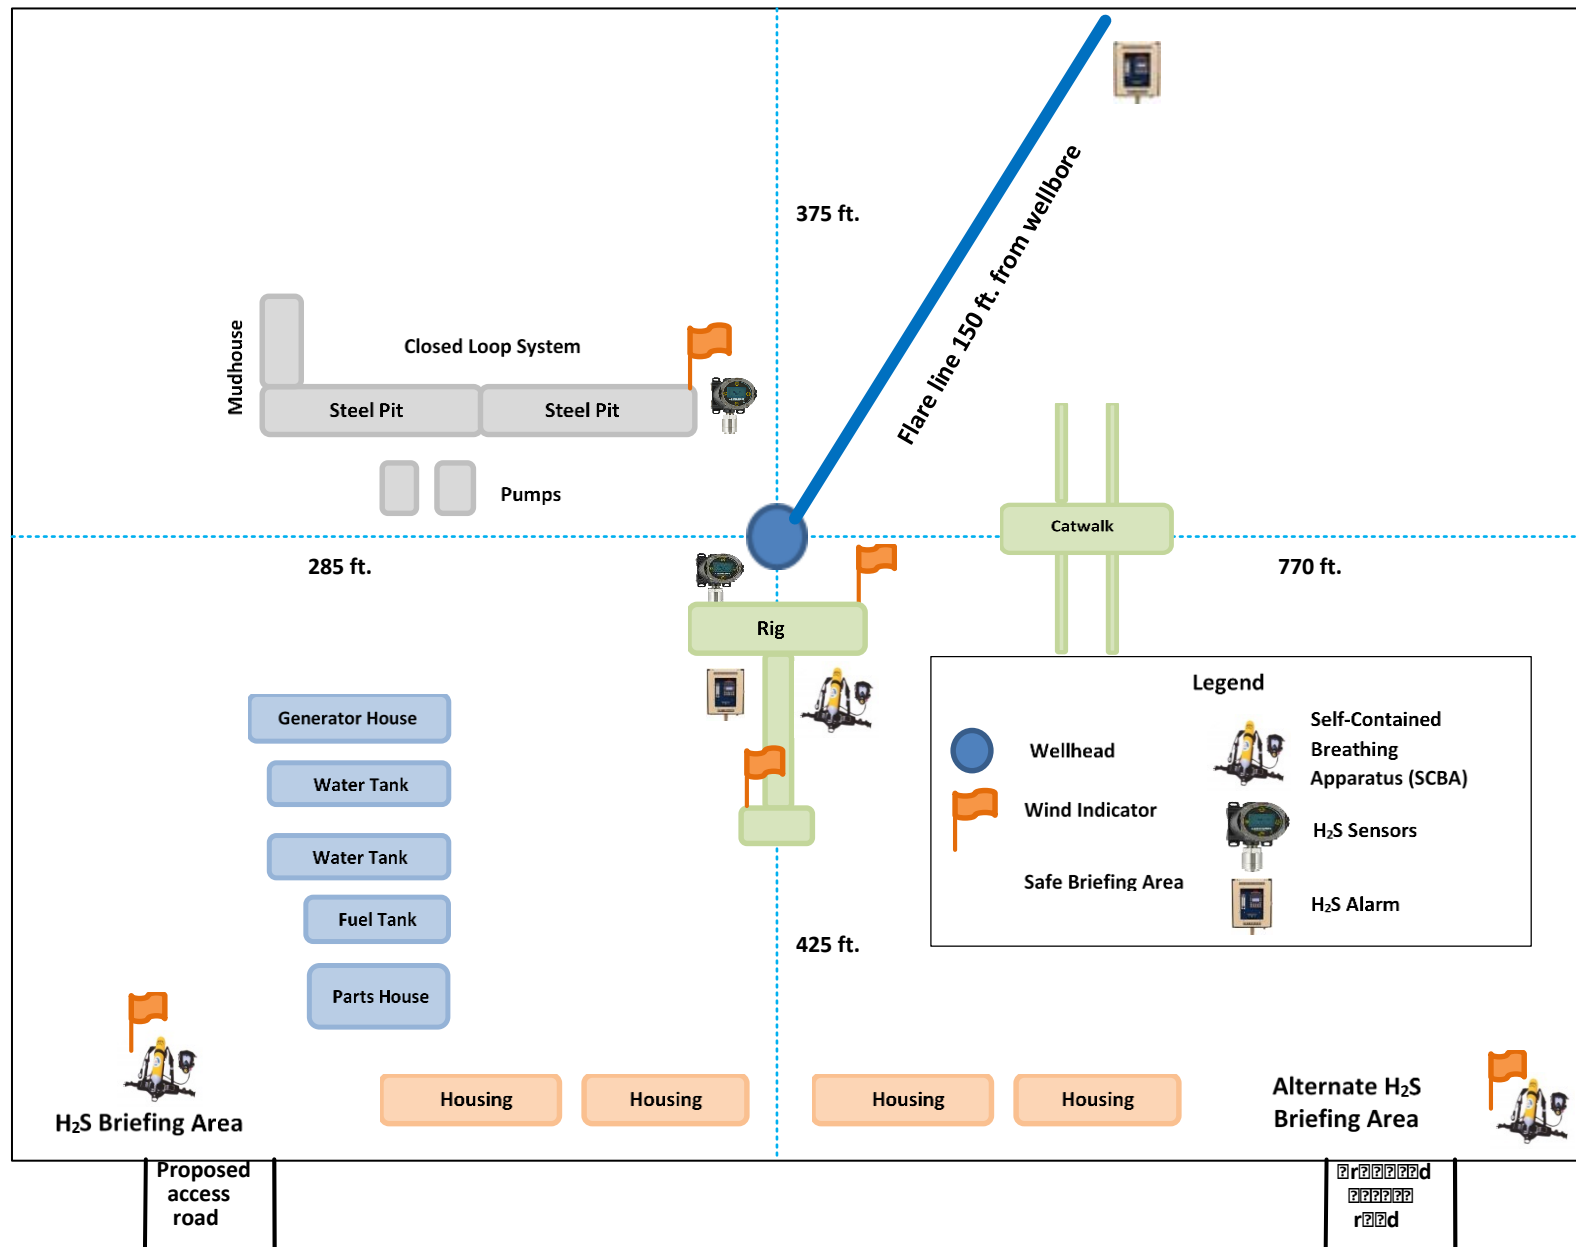 375 ft.
Flare line 150 ft. from wellbore
Mudhouse
Closed Loop System
Steel Pit
Steel Pit
Pumps
Catwalk
285 ft.
770 ft.
Rig
Legend
Wellhead
Self-Contained
Breathing
Apparatus (SCBA)
Wind Indicator
H₂S Sensors
Safe Briefing Area
H₂S Alarm
Generator House
Water Tank
Water Tank
Fuel Tank
Parts House
425 ft.
H₂S Briefing Area
Housing
Housing
Housing
Housing
Alternate H₂S
Briefing Area
Proposed
access
road